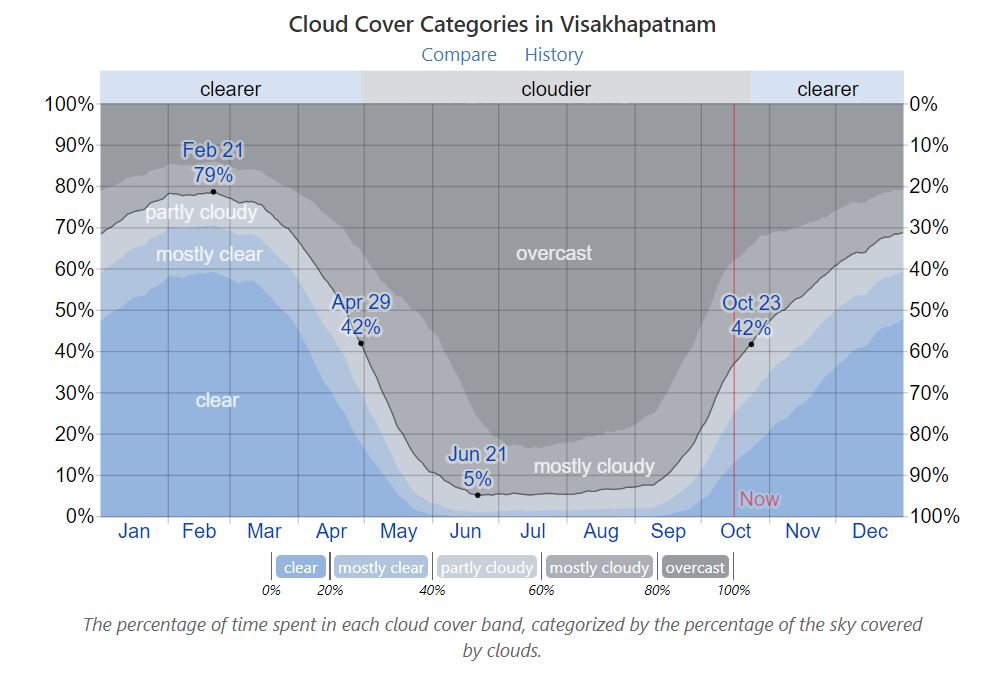 Cloud Cover Categories in Visakhapatnam
Compare History
clearer cloudier clearer
100% 0%
90% 10%
Feb 21
79%
80% 20%
partly cloudy
70% 30%
mostly clear overcast
60% 40%
Apr 29 Oct 23
50% 50%
42% 42%
40% 60%
clear
30% 70%
20% 80%
Jun 21
5%
mostly cloudy
10% 90%
Now
0% 100%
Jan Feb Mar Apr May Jun Jul Aug Sep Oct Nov Dec
clear mostly clear partly cloudy mostly cloudy overcast
0% 20% 40% 60% 80% 100%
The percentage of time spent in each cloud cover band, categorized by the percentage of the sky covered
by clouds.